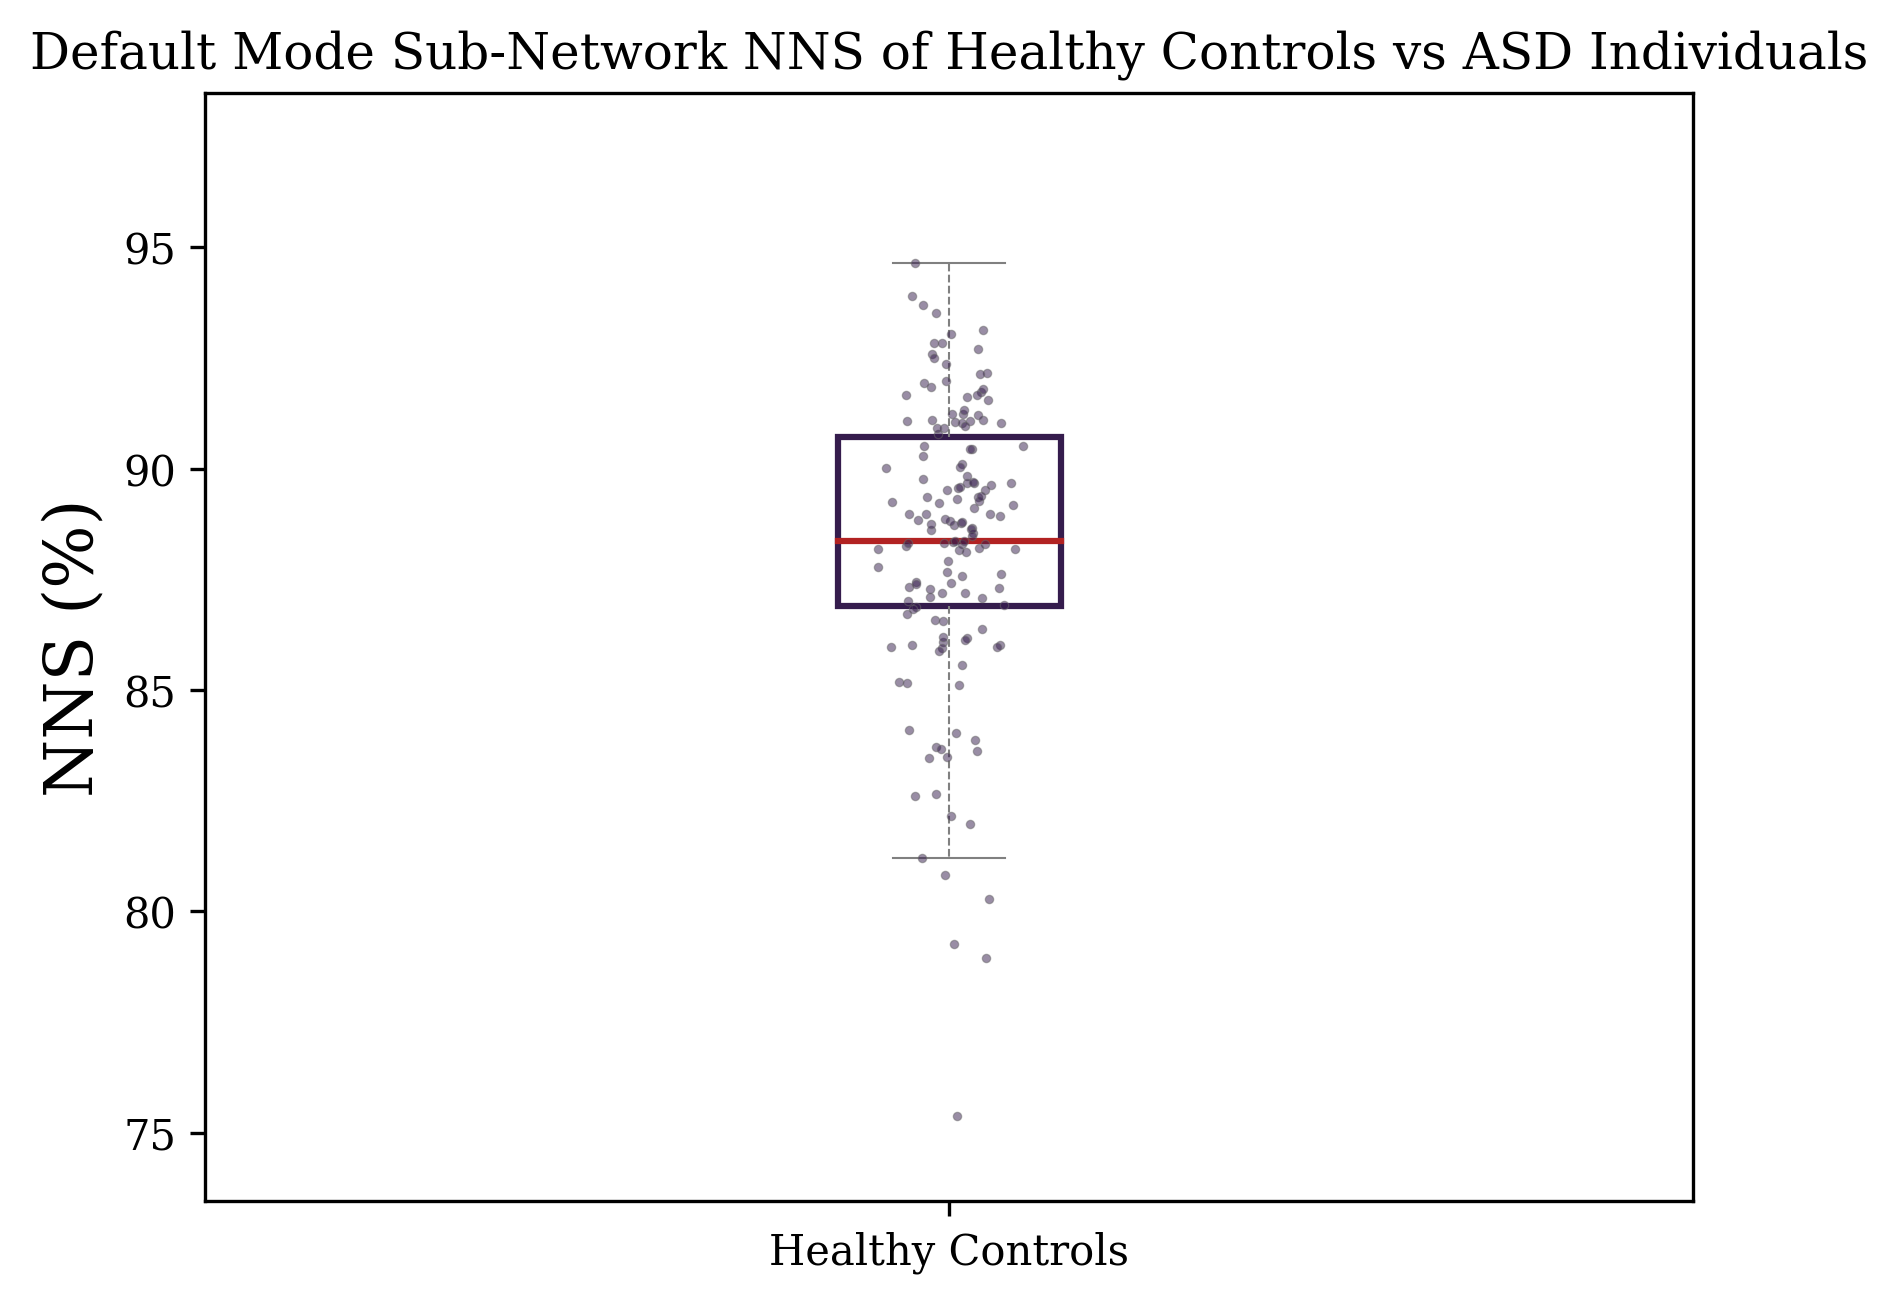 Default Mode Sub-Network NNS of Healthy Controls vs ASD Individuals
NNS (%)
95
90
85
80
75
Healthy Controls